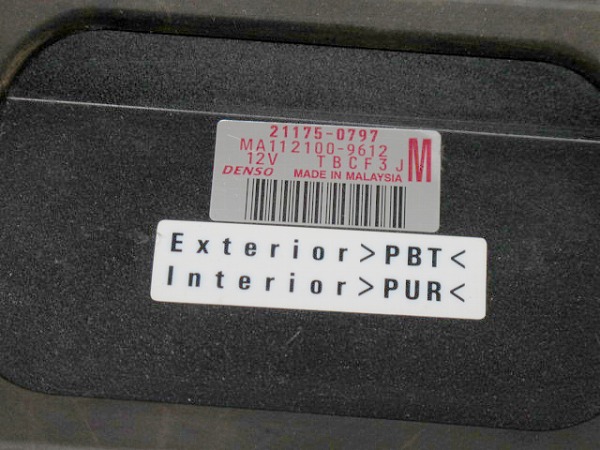 21175-0797
MA112100-9612
12V TBCF3J M
DENSO MADE IN MALAYSIA
Exterior>PBT<
Interior>PUR<